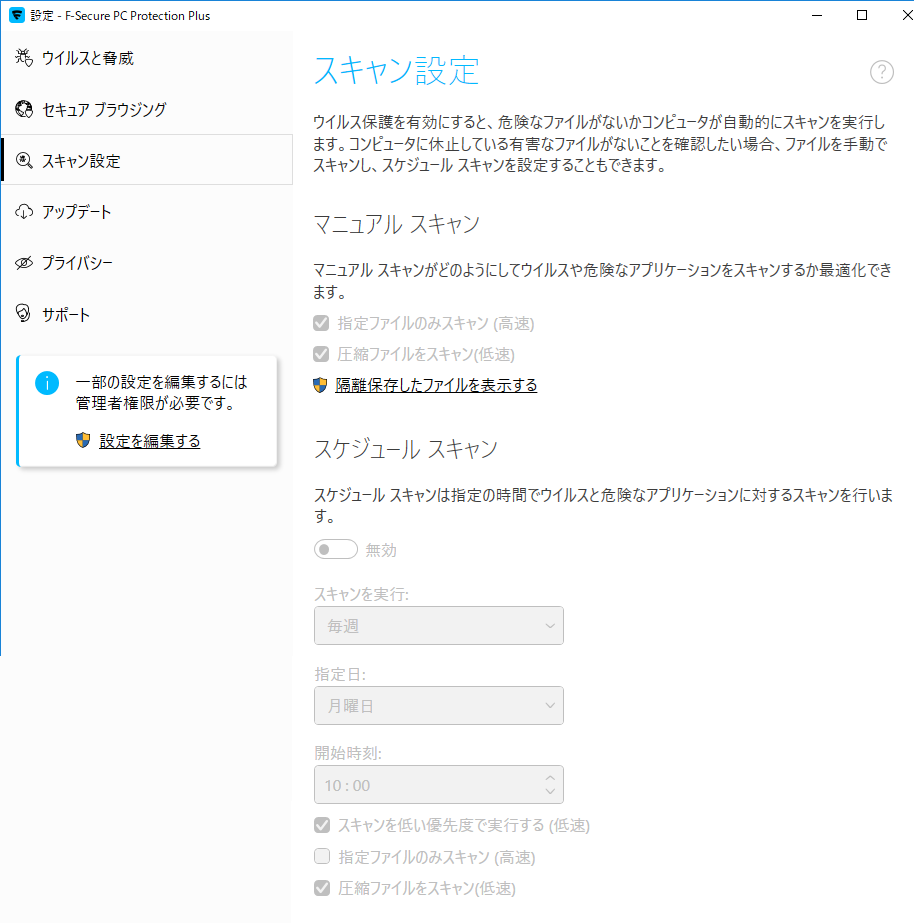 設定 - F-Secure PC Protection Plus
ウイルスと脅威
セキュア ブラウジング
スキャン設定
アップデート
プライバシー
サポート
一部の設定を編集するには
管理者権限が必要です。
設定を編集する
スキャン設定
?
ウイルス保護を有効にすると、危険なファイルがないかコンピュータが自動的にスキャンを実行し
ます。コンピュータに休止している有害なファイルがないことを確認したい場合、ファイルを手動で
スキャンし、スケジュール スキャンを設定することもできます。
マニュアル スキャン
マニュアル スキャンがどのようにしてウイルスや危険なアプリケーションをスキャンするか最適化でき
ます。
指定ファイルのみスキャン (高速)
圧縮ファイルをスキャン(低速)
隔離保存したファイルを表示する
スケジュール スキャン
スケジュール スキャンは指定の時間でウイルスと危険なアプリケーションに対するスキャンを行いま
す。
無効
スキャンを実行:
毎週
指定日:
月曜日
開始時刻:
10 : 00
スキャンを低い優先度で実行する (低速)
指定ファイルのみスキャン (高速)
圧縮ファイルをスキャン(低速)